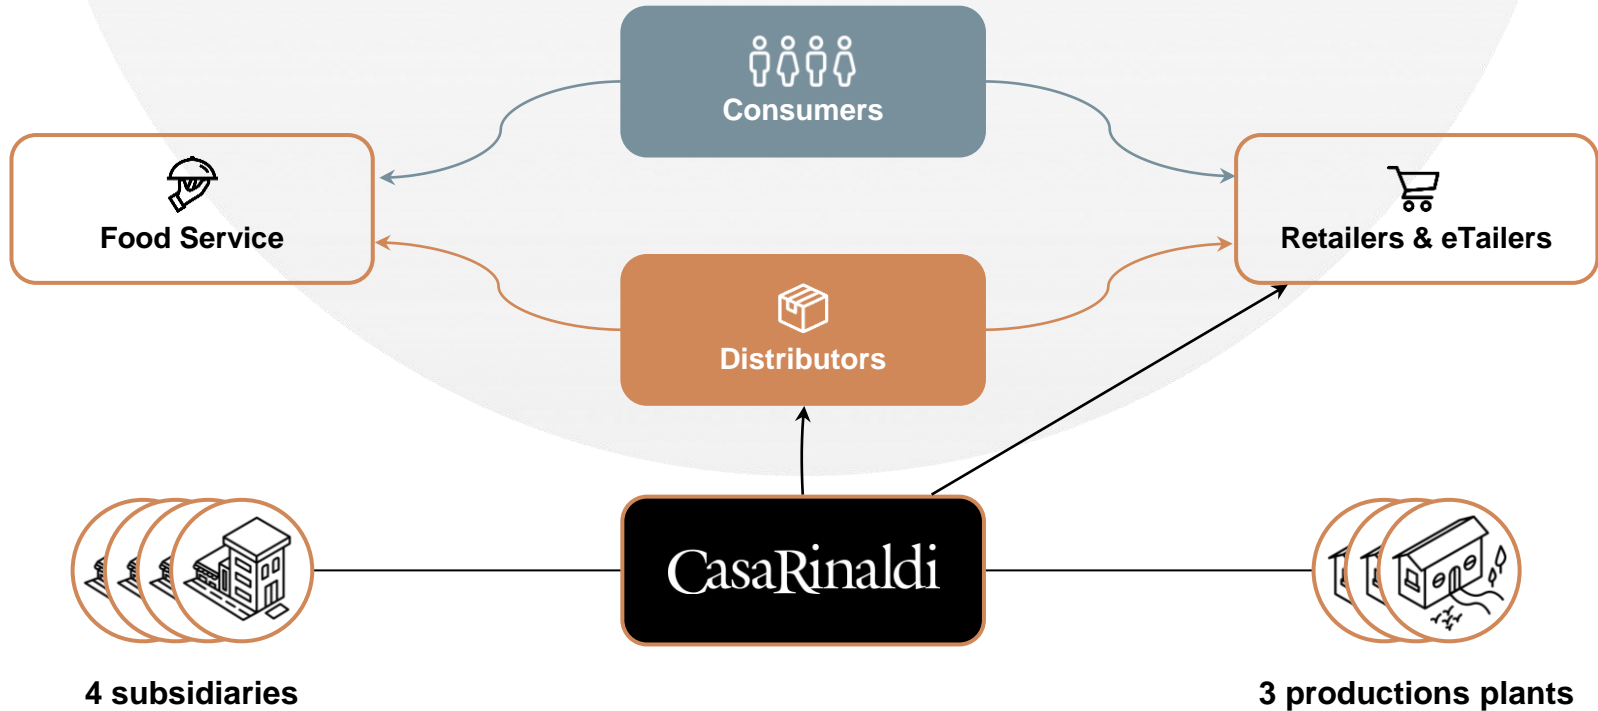 Consumers
Food Service
Retailers & eTailers
Distributors
CasaRinaldi
4 subsidiaries
3 productions plants